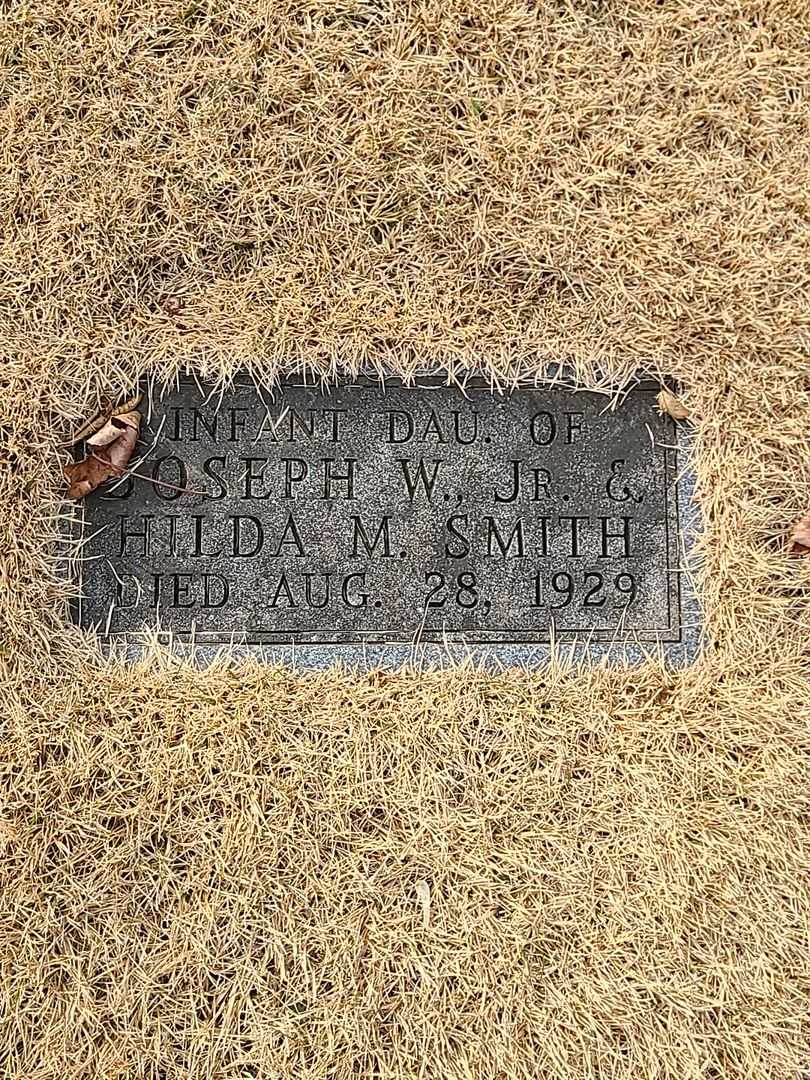 INFANT DAU. OF
JOSEPH W., JR. &
HILDA M. SMITH
DIED AUG. 28, 1929